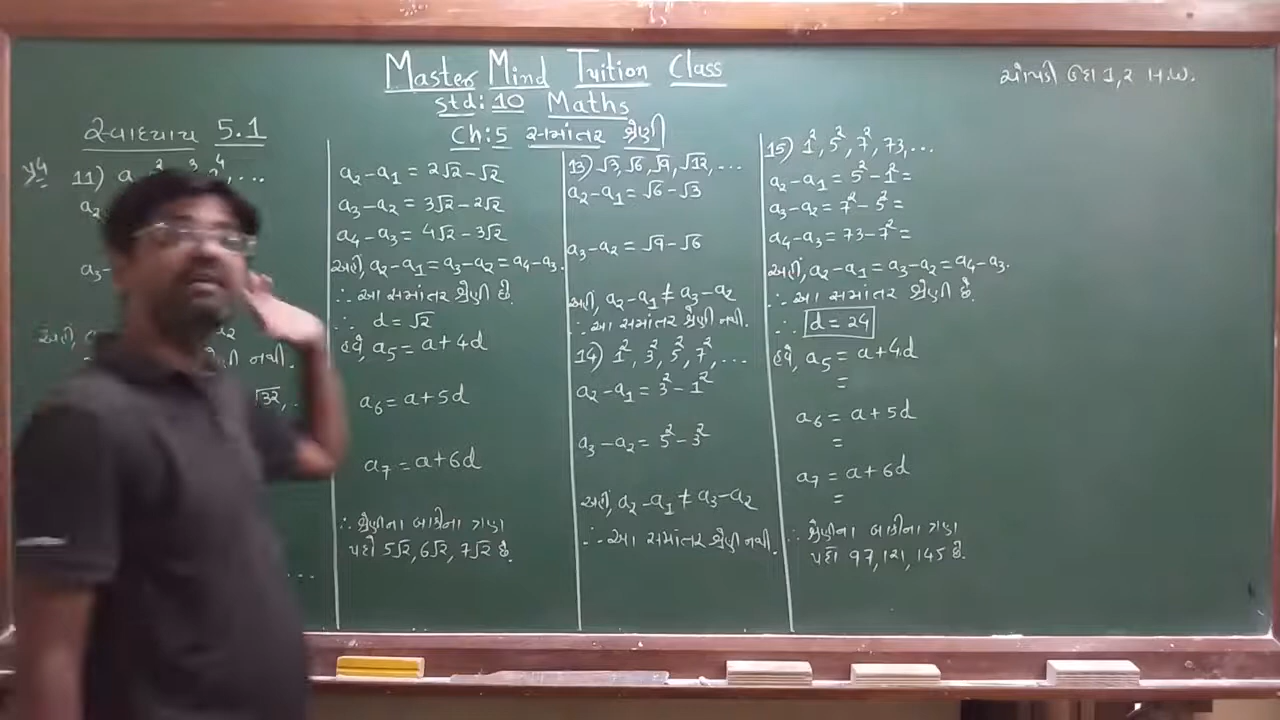 Master Mind Tuition Class
std: 10 Maths
Ch:5 સમાંતર શ્રેણી
ઉદા 1,2 H.W.
સ્વાધ્યાય 5.1
11) a
a₂
a₃-
શ્રેણી નથી.
√32, .
a₂-a₁ = 2√2-√2
a₃-a₂ = 3√2-2√2
a₄-a₃ = 4√2-3√2
અહીં, a₂-a₁=a₃-a₂=a₄-a₃.
∴ આ સમાંતર શ્રેણી છે.
∴ d=√2
હવે, a₅ = a+4d
a₆ = a+5d
a₇ = a+6d
∴ શ્રેણીના બાકીના ત્રણ
પદો 5√2, 6√2, 7√2 છે.
13) √3, √6, √9, √12, ...
a₂-a₁ = √6-√3
a₃-a₂ = √9-√6
અહીં, a₂-a₁ ≠ a₃-a₂
∴ આ સમાંતર શ્રેણી નથી.
14) 1², 3², 5², 7², ...
a₂-a₁ = 3²-1²
a₃-a₂ = 5²-3²
અહીં, a₂-a₁ ≠ a₃-a₂
∴ આ સમાંતર શ્રેણી નથી.
15) 1², 5², 7², 73, ...
a₂-a₁ = 5²-1² =
a₃-a₂ = 7²-5² =
a₄-a₃ = 73-7² =
અહીં, a₂-a₁=a₃-a₂=a₄-a₃.
∴ આ સમાંતર શ્રેણી છે.
∴ d=24
હવે, a₅ = a+4d
=
a₆ = a+5d
=
a₇ = a+6d
=
∴ શ્રેણીના બાકીના ત્રણ
પદો 97, 121, 145 છે.